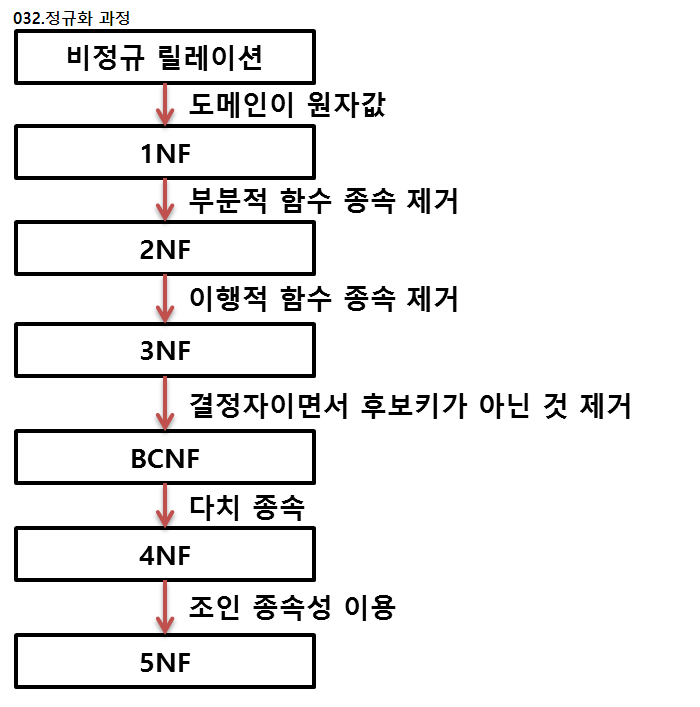 032.정규화 과정
비정규 릴레이션
도메인이 원자값
1NF
부분적 함수 종속 제거
2NF
이행적 함수 종속 제거
3NF
결정자이면서 후보키가 아닌 것 제거
BCNF
다치 종속
4NF
조인 종속성 이용
5NF